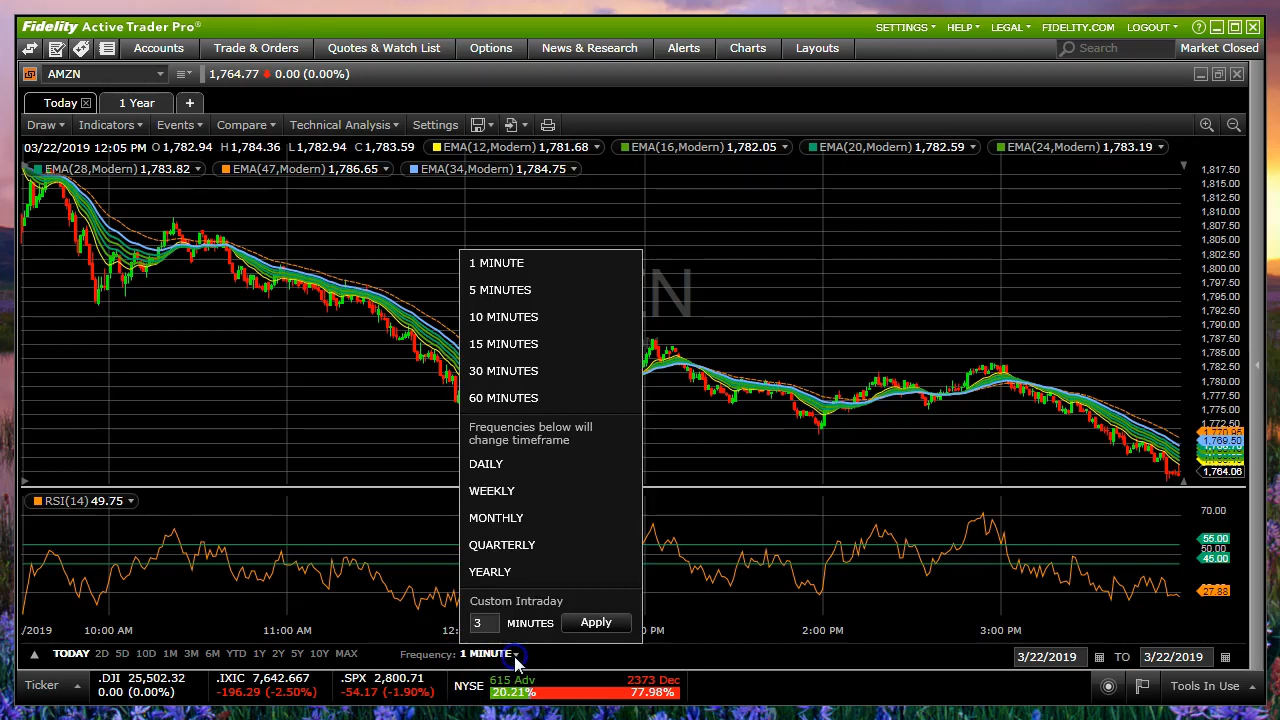 Fidelity Active Trader Pro®
SETTINGS HELP LEGAL FIDELITY.COM LOGOUT ?
Accounts Trade & Orders Quotes & Watch List Options News & Research Alerts Charts Layouts Search Market Closed
AMZN 1,764.77 0.00 (0.00%)
Today 1 Year +
Draw Indicators Events Compare Technical Analysis Settings
03/22/2019 12:05 PM O 1,782.94 H 1,784.36 L 1,782.94 C 1,783.59 EMA(12,Modern) 1,781.68 EMA(16,Modern) 1,782.05 EMA(20,Modern) 1,782.59 EMA(24,Modern) 1,783.19
EMA(28,Modern) 1,783.82 EMA(47,Modern) 1,786.65 EMA(34,Modern) 1,784.75
1,817.50
1,815.00
1,810.00
1,807.50
1,805.00
1,802.50
1,800.00
1,797.50
1,795.00
1,792.50
1,790.00
1,787.50
1,785.00
1,782.50
1,780.00
1,777.50
1,775.00
1,772.50
1,769.50
1,764.06
ZN
1 MINUTE
5 MINUTES
10 MINUTES
15 MINUTES
30 MINUTES
60 MINUTES
Frequencies below will
change timeframe
DAILY
WEEKLY
MONTHLY
QUARTERLY
YEARLY
Custom Intraday
3 MINUTES Apply
RSI(14) 49.75
70.00
55.00
50.00
45.00
27.88
/2019 10:00 AM 11:00 AM 12: PM 2:00 PM 3:00 PM
TODAY 2D 5D 10D 1M 3M 6M YTD 1Y 2Y 5Y 10Y MAX Frequency: 1 MINUTE 3/22/2019 TO 3/22/2019
Ticker .DJI 25,502.32 .IXIC 7,642.667 .SPX 2,800.71 NYSE 615 Adv 2373 Dec Tools In Use
0.00 (0.00%) -196.29 (-2.50%) -54.17 (-1.90%) 20.21% 77.98%